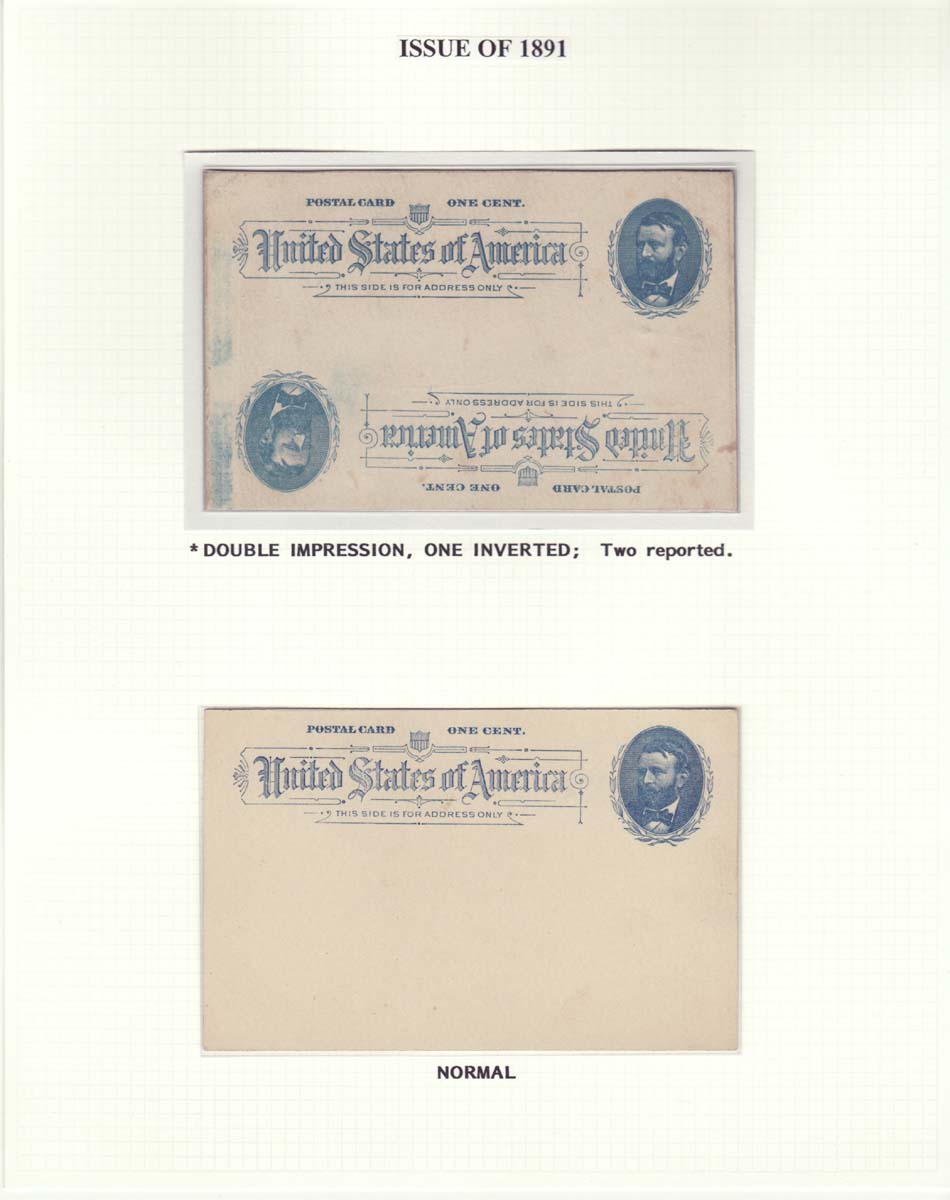 ISSUE OF 1891
POSTAL CARD ONE CENT.
United States of America
THIS SIDE IS FOR ADDRESS ONLY
THIS SIDE IS FOR ADDRESS ONLY
United States of America
POSTAL CARD ONE CENT.
*DOUBLE IMPRESSION, ONE INVERTED; Two reported.
POSTAL CARD ONE CENT.
United States of America
THIS SIDE IS FOR ADDRESS ONLY
NORMAL